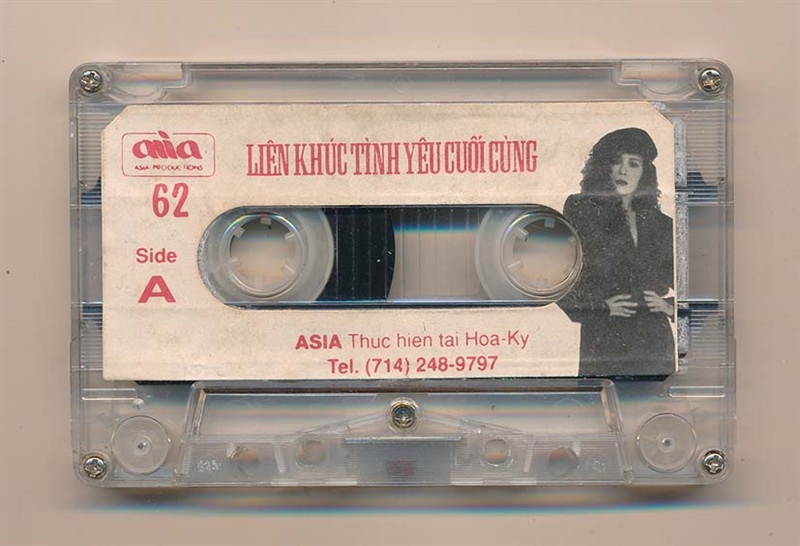 asia
ASIA PRODUCTIONS
LIÊN KHÚC TÌNH YÊU CUỐI CÙNG
62
Side
A
ASIA Thuc hien tai Hoa-Ky
Tel. (714) 248-9797